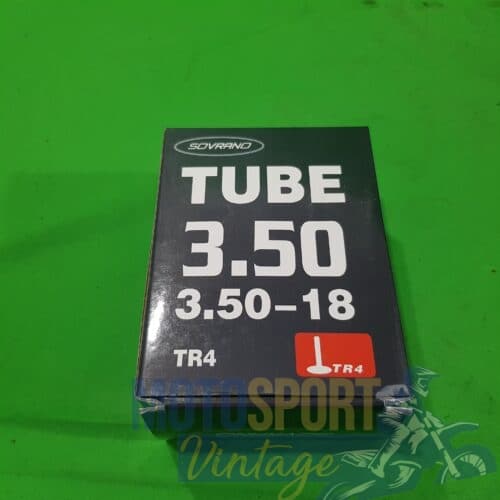 SOVRANO
TUBE
3.50
3.50-18
TR4
TR4
MOTOSPORT
Vintage